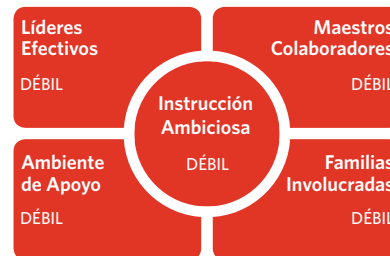 Líderes
Efectivos
DÉBIL
Maestros
Colaboradores
DÉBIL
Instrucción
Ambiciosa
DÉBIL
Ambiente
de Apoyo
DÉBIL
Familias
Involucradas
DÉBIL